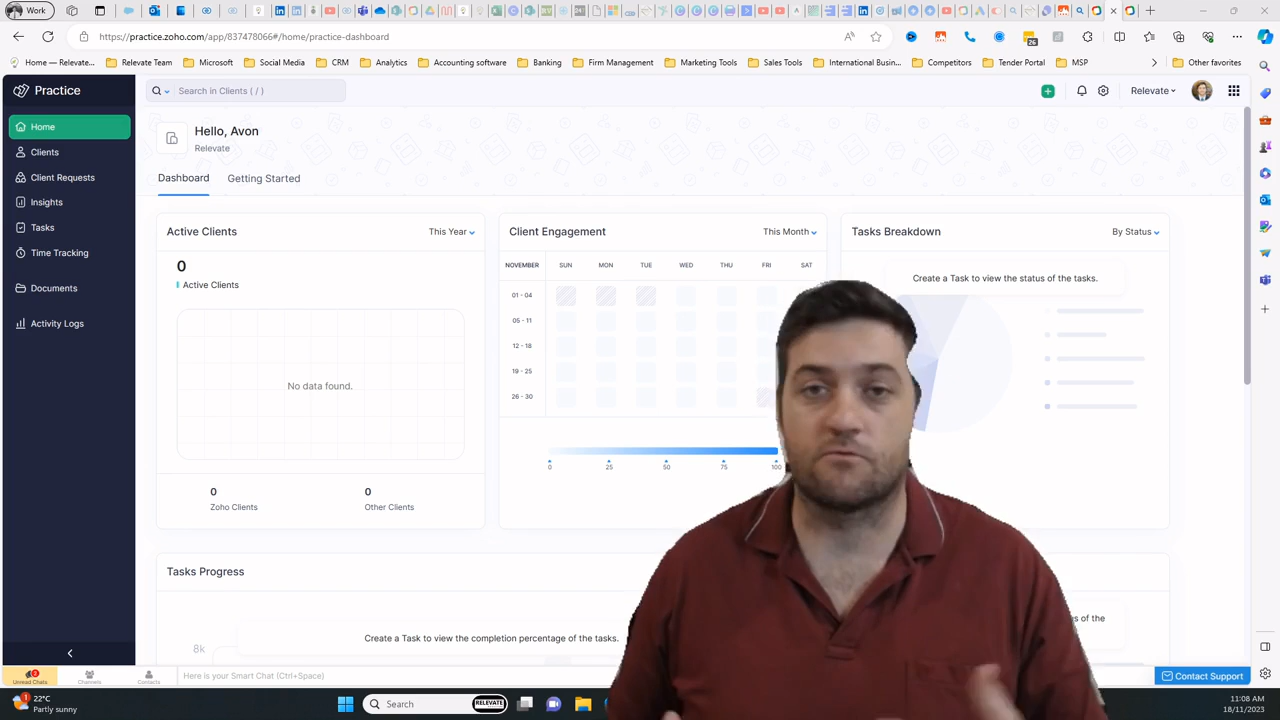 Work
https://practice.zoho.com/app/837478066#/home/practice-dashboard
26
Home — Relevate...
Relevate Team
Microsoft
Social Media
CRM
Analytics
Accounting software
Banking
Firm Management
Marketing Tools
Sales Tools
International Busin...
Competitors
Tender Portal
MSP
Other favorites
Practice
Search in Clients ( / )
Relevate
Home
Clients
Client Requests
Insights
Tasks
Time Tracking
Documents
Activity Logs
Hello, Avon
Relevate
Dashboard
Getting Started
Active Clients
This Year
0
Active Clients
No data found.
0
Zoho Clients
0
Other Clients
Client Engagement
This Month
NOVEMBER SUN MON TUE WED THU FRI SAT
01 - 04
05 - 11
12 - 18
19 - 25
26 - 30
0 25 50 75 100
Tasks Breakdown
By Status
Create a Task to view the status of the tasks.
Tasks Progress
Create a Task to view the completion percentage of the tasks.
8k
s of the
Unread Chats
Channels
Contacts
Here is your Smart Chat (Ctrl+Space)
Contact Support
22°C
Partly sunny
Search
RELEVATE
11:08 AM
18/11/2023